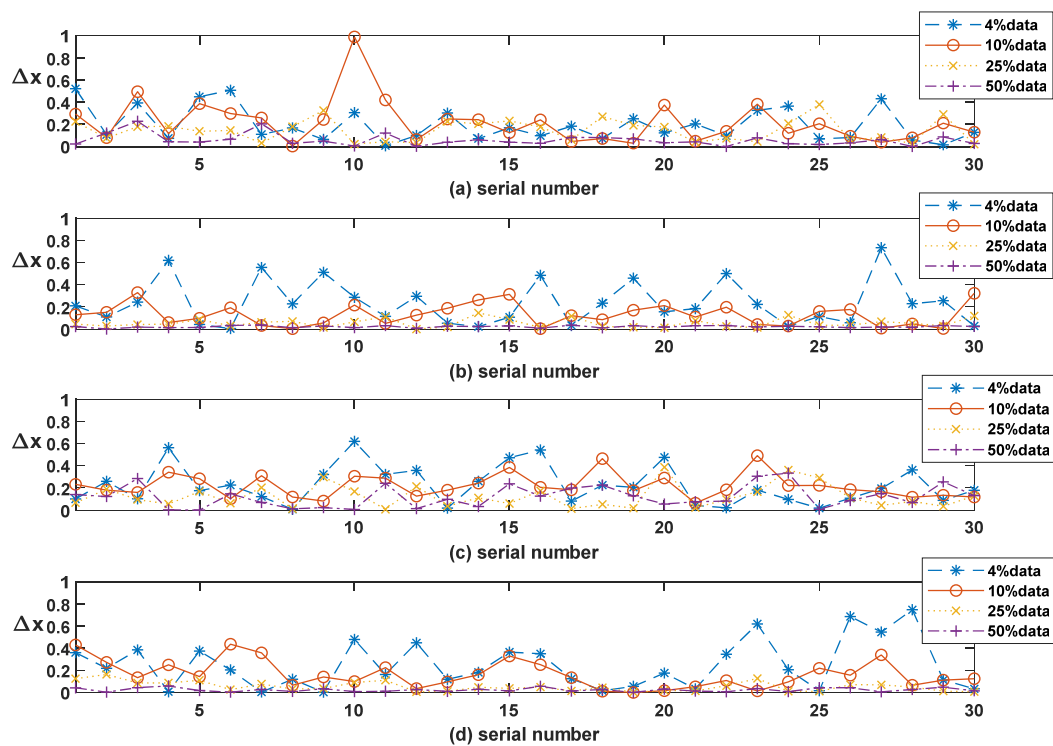 1
0.8
Δx 0.6
0.4
0.2
0
5 10 15 20 25 30
(a) serial number
4%data
10%data
25%data
50%data
1
0.8
Δx 0.6
0.4
0.2
0
5 10 15 20 25 30
(b) serial number
4%data
10%data
25%data
50%data
1
0.8
Δx 0.6
0.4
0.2
0
5 10 15 20 25 30
(c) serial number
4%data
10%data
25%data
50%data
1
0.8
Δx 0.6
0.4
0.2
0
5 10 15 20 25 30
(d) serial number
4%data
10%data
25%data
50%data